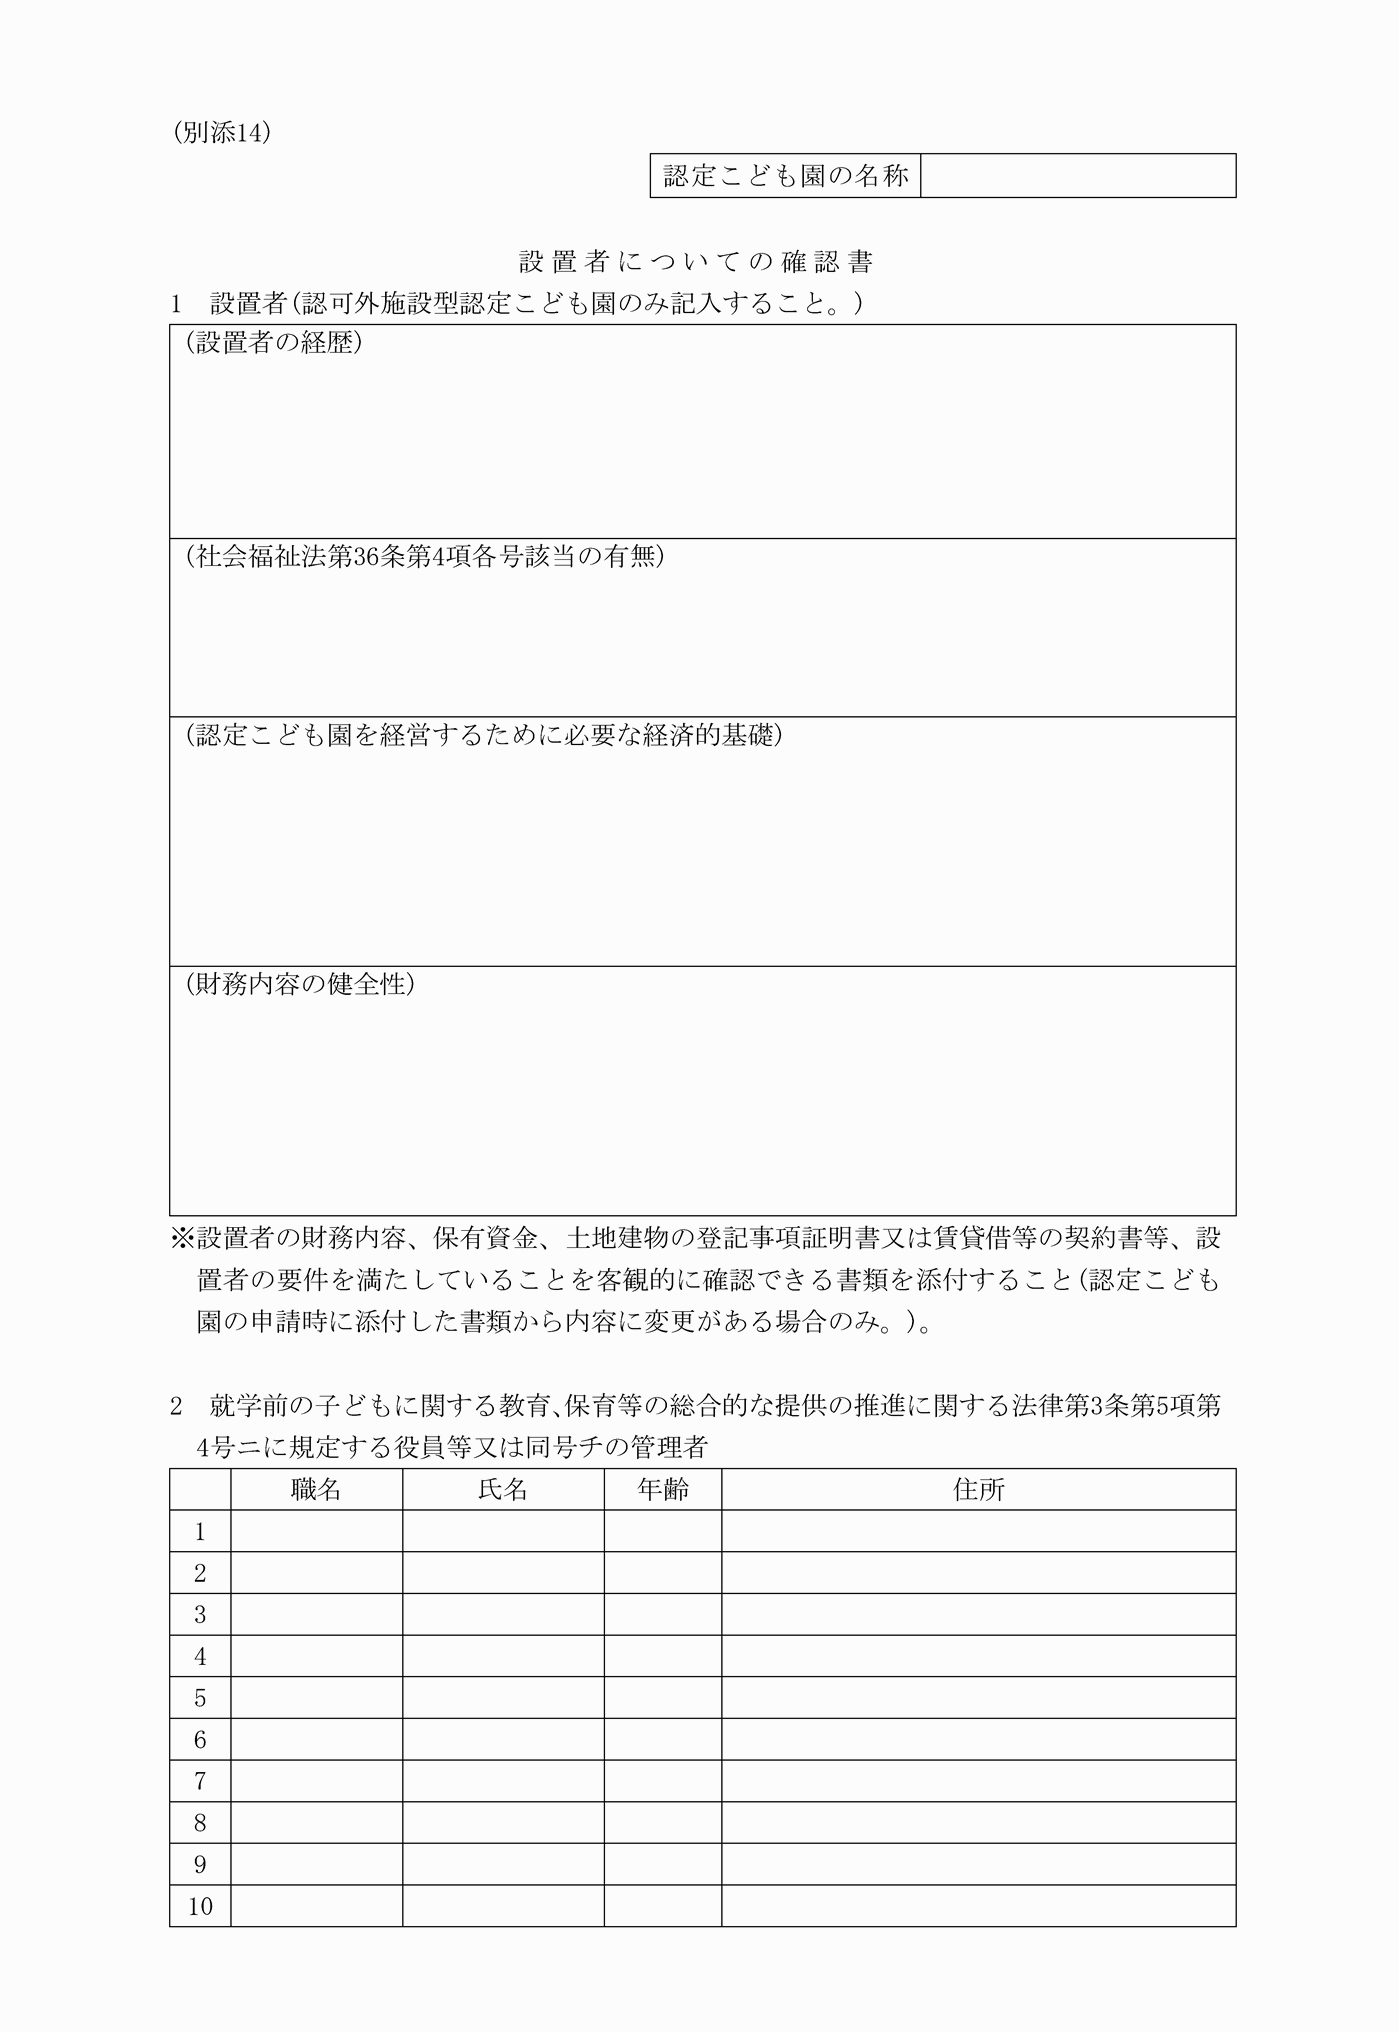 (別添14)
認定こども園の名称
設置者についての確認書
1　設置者(認可外施設型認定こども園のみ記入すること。)
(設置者の経歴)
(社会福祉法第36条第4項各号該当の有無)
(認定こども園を経営するために必要な経済的基礎)
(財務内容の健全性)
※設置者の財務内容、保有資金、土地建物の登記事項証明書又は賃貸借等の契約書等、設
置者の要件を満たしていることを客観的に確認できる書類を添付すること(認定こども
園の申請時に添付した書類から内容に変更がある場合のみ。)。
2　就学前の子どもに関する教育、保育等の総合的な提供の推進に関する法律第3条第5項第
4号ニに規定する役員等又は同号チの管理者
職名 氏名 年齢 住所
1
2
3
4
5
6
7
8
9
10